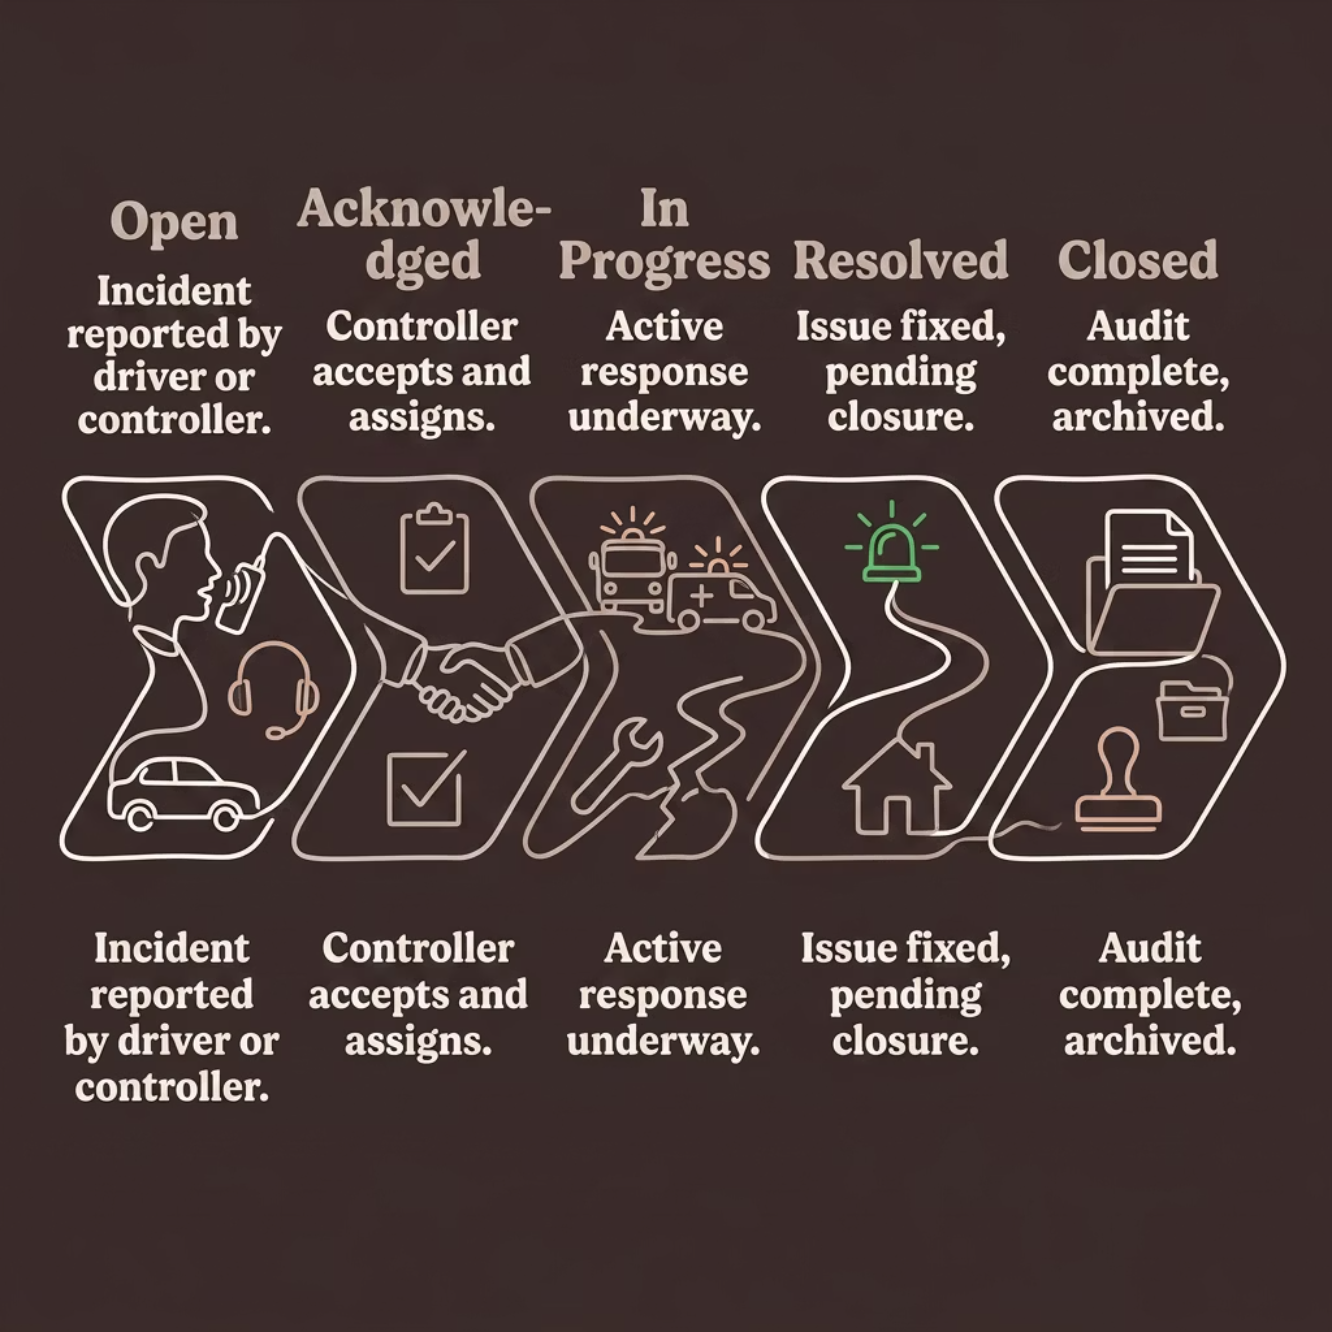 Open
Incident
reported by
driver or
controller.
Acknowle-
dged
Controller
accepts and
assigns.
In
Progress
Active
response
underway.
Resolved
Issue fixed,
pending
closure.
Closed
Audit
complete,
archived.
Incident
reported
by driver or
controller.
Controller
accepts and
assigns.
Active
response
underway.
Issue fixed,
pending
closure.
Audit
complete,
archived.